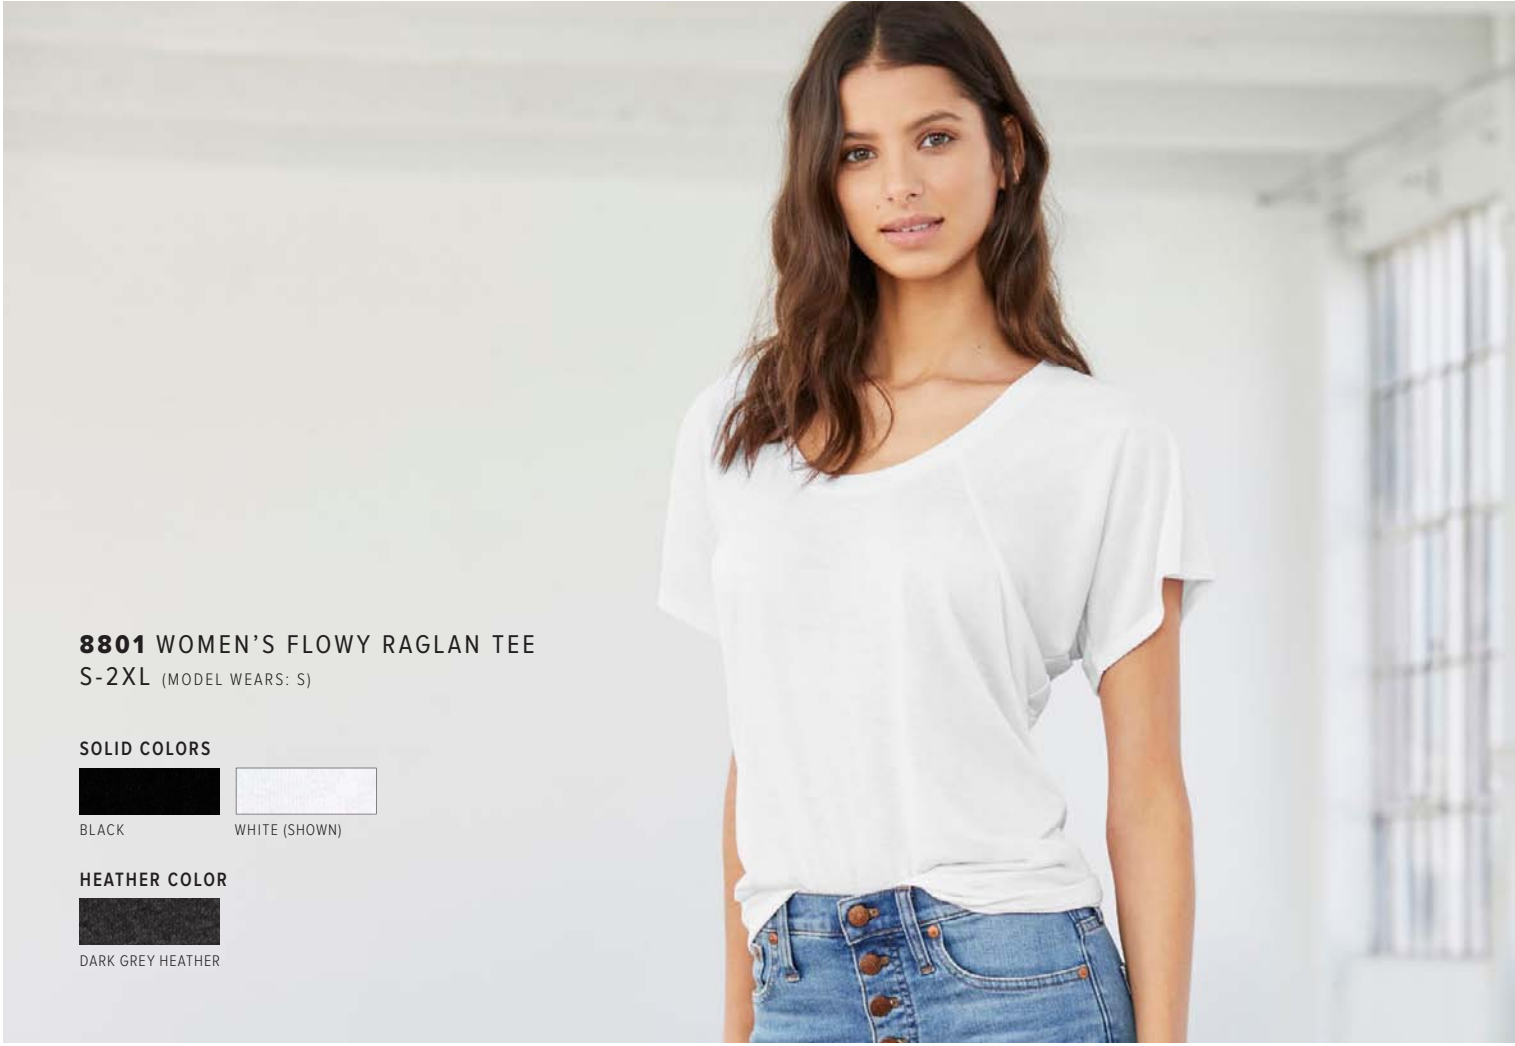 8801 WOMEN’S FLOWY RAGLAN TEE
S-2XL (MODEL WEARS: S)
SOLID COLORS
BLACK WHITE (SHOWN)
HEATHER COLOR
DARK GREY HEATHER